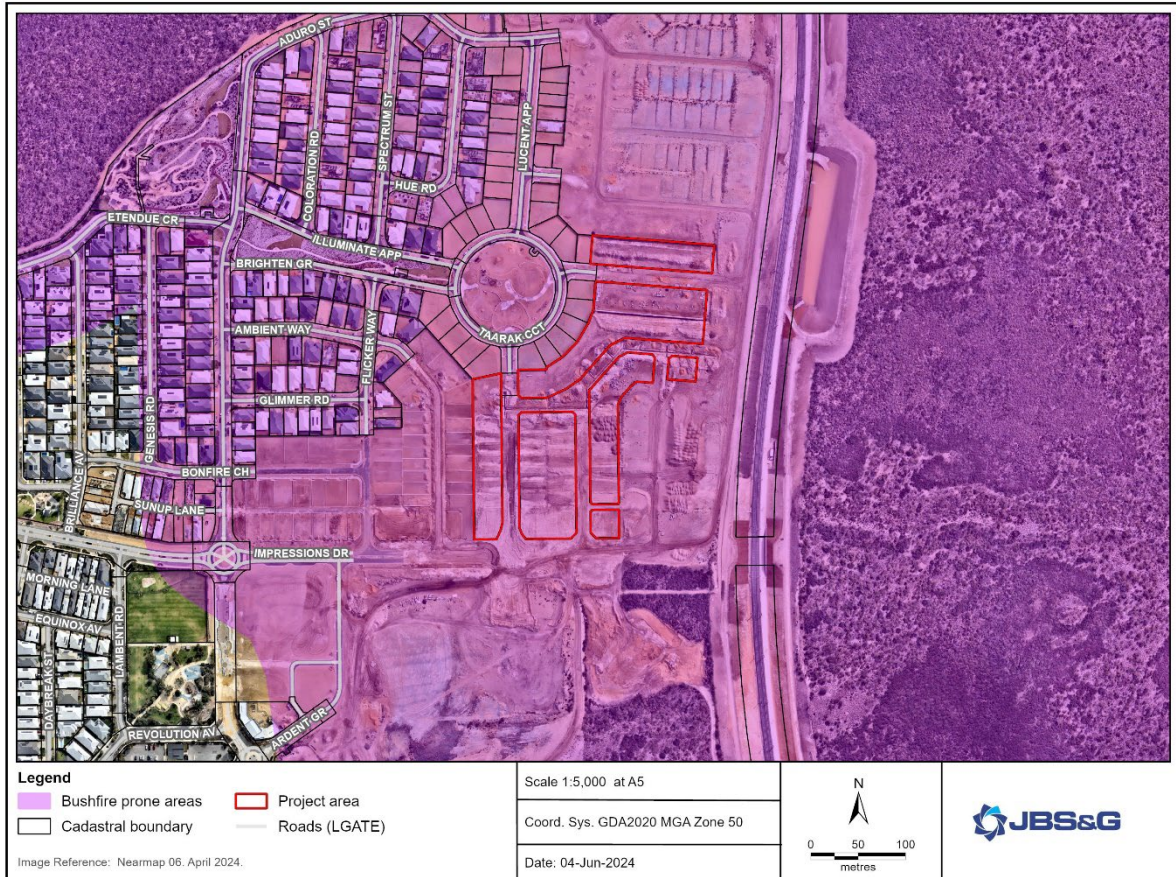 ADURO ST
COLORATION RD
SPECTRUM ST
LUCENT APP
HUE RD
ETENDUE CR
ILLUMINATE APP
BRIGHTEN GR
AMBIENT WAY
FLICKER WAY
TAARAK CCT
GENESIS RD
GLIMMER RD
BRILLIANCE AV
BONFIRE CH
SUNUP LANE
IMPRESSIONS DR
MORNING LANE
EQUINOX AV
LAMBENT RD
DAYBREAK ST
REVOLUTION AV
ARDENT GR
Legend
Bushfire prone areas
Project area
Cadastral boundary
Roads (LGATE)
Image Reference: Nearmap 06. April 2024.
Scale 1:5,000 at A5
Coord. Sys. GDA2020 MGA Zone 50
Date: 04-Jun-2024
N
0 50 100
metres
JBS&G